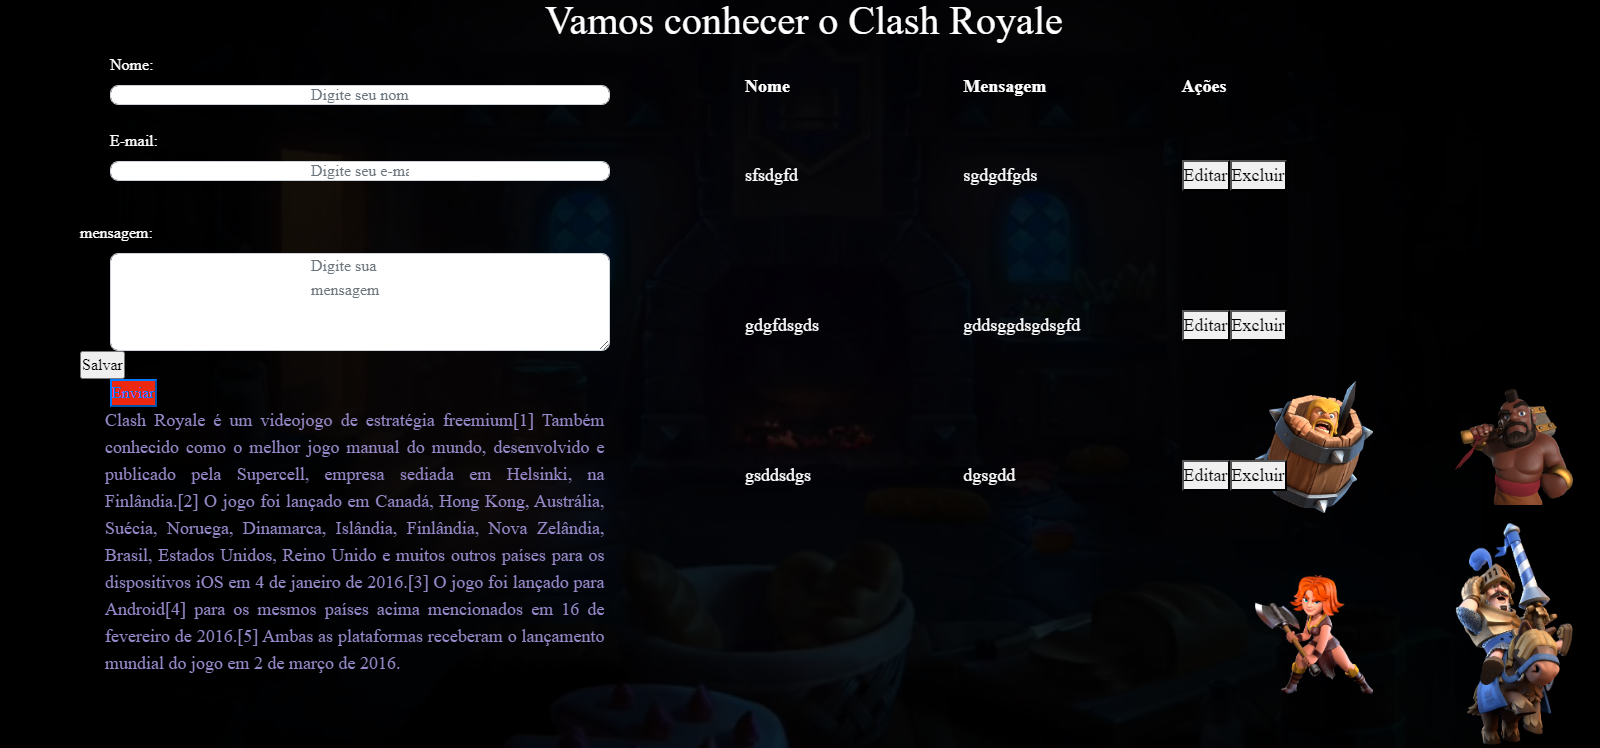 Vamos conhecer o Clash Royale
Nome:
Digite seu nom
E-mail:
Digite seu e-ma
mensagem:
Digite sua
mensagem
Salvar
Enviar
Clash Royale é um videojogo de estratégia freemium[1] Também
conhecido como o melhor jogo manual do mundo, desenvolvido e
publicado pela Supercell, empresa sediada em Helsinki, na
Finlândia.[2] O jogo foi lançado em Canadá, Hong Kong, Austrália,
Suécia, Noruega, Dinamarca, Islândia, Finlândia, Nova Zelândia,
Brasil, Estados Unidos, Reino Unido e muitos outros países para os
dispositivos iOS em 4 de janeiro de 2016.[3] O jogo foi lançado para
Android[4] para os mesmos países acima mencionados em 16 de
fevereiro de 2016.[5] Ambas as plataformas receberam o lançamento
mundial do jogo em 2 de março de 2016.
Nome Mensagem Ações
sfsdgfd sgdgdfgds Editar Excluir
gdgfdsgds gddsggdsgdsgfd Editar Excluir
gsddsdgs dgsgdd Editar Excluir